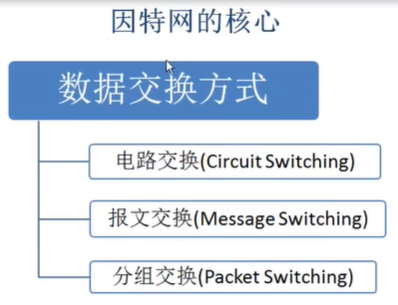 因特网的核心
数据交换方式
电路交换(Circuit Switching)
报文交换(Message Switching)
分组交换(Packet Switching)